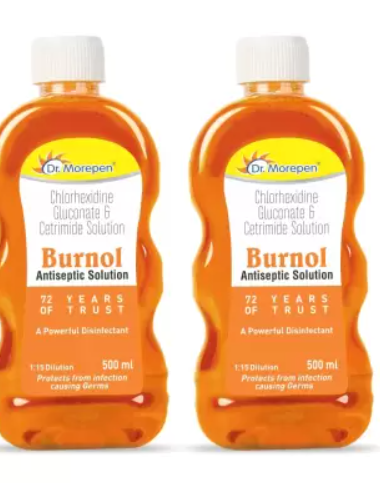 Dr. Morepen
Chlorhexidine
Gluconate &
Cetrimide Solution
Burnol
Antiseptic Solution
72 YEARS
OF TRUST
A Powerful Disinfectant
1:15 Dilution 500 ml
Protects from infection
causing Germs
Dr. Morepen
Chlorhexidine
Gluconate &
Cetrimide Solution
Burnol
Antiseptic Solution
72 YEARS
OF TRUST
A Powerful Disinfectant
1:15 Dilution 500 ml
Protects from infection
causing Germs